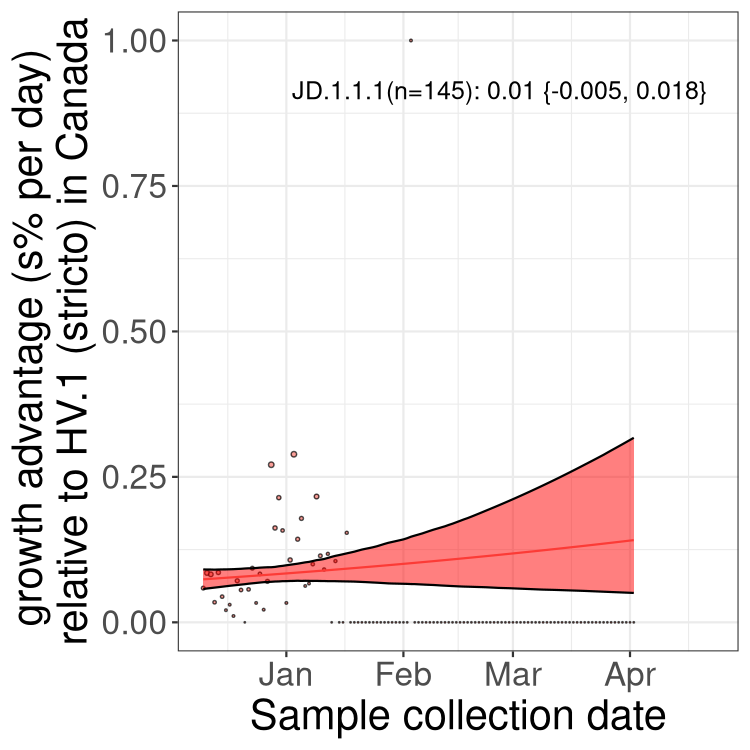 growth advantage (s% per day)
relative to HV.1 (stricto) in Canada
1.00
0.75
0.50
0.25
0.00
JD.1.1.1(n=145): 0.01 {-0.005, 0.018}
Jan Feb Mar Apr
Sample collection date